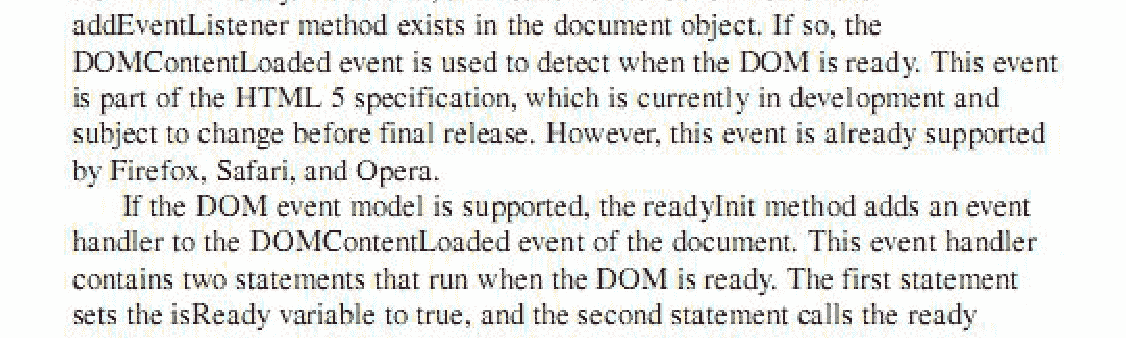 addEventListener method exists in the document object. If so, the
DOMContentLoaded event is used to detect when the DOM is ready. This event
is part of the HTML 5 specification, which is currently in development and
subject to change before final release. However, this event is already supported
by Firefox, Safari, and Opera.
If the DOM event model is supported, the readyInit method adds an event
handler to the DOMContentLoaded event of the document. This event handler
contains two statements that run when the DOM is ready. The first statement
sets the isReady variable to true, and the second statement calls the ready